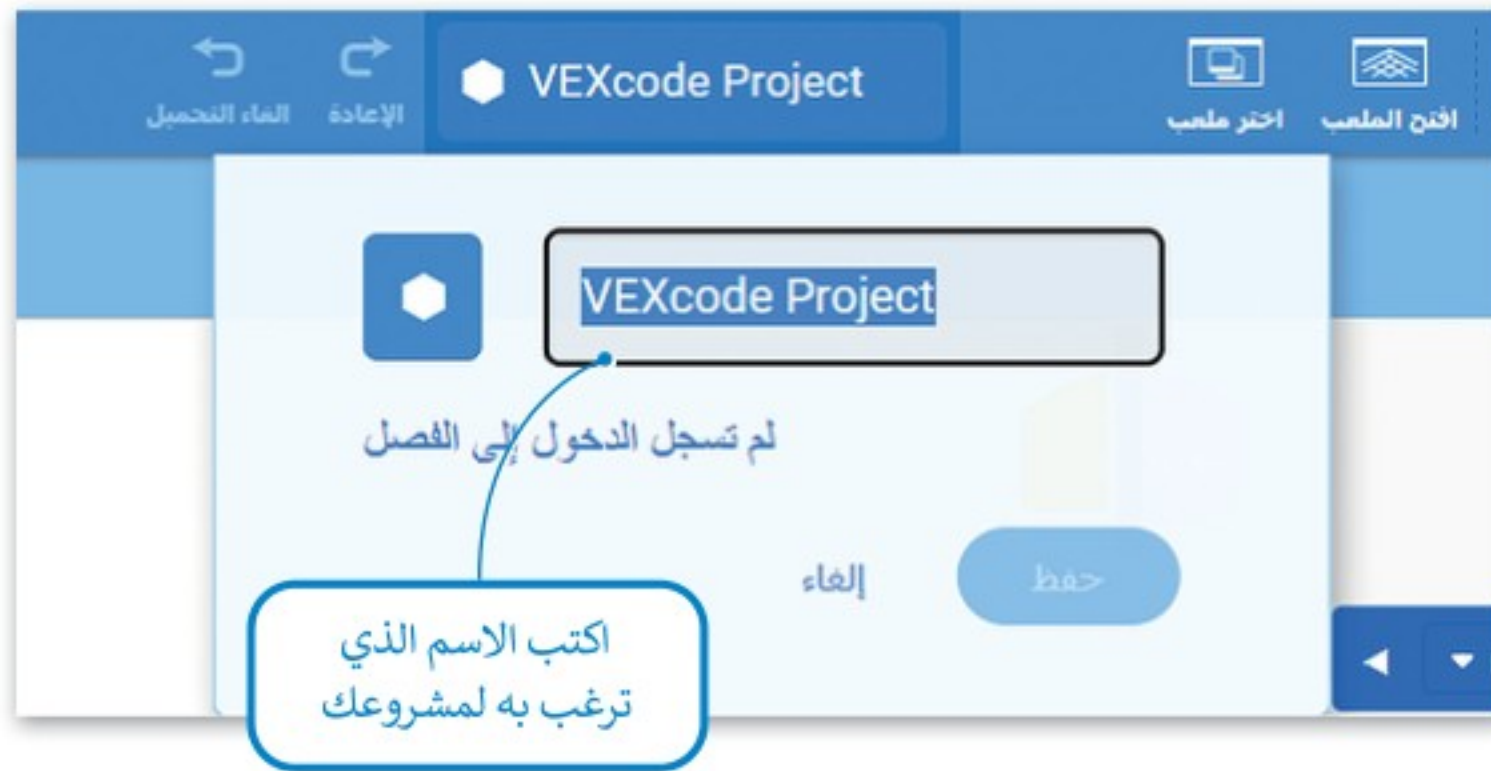 افتح الملعب
اختر ملعب
VEXcode Project
الإعادة
الغاء التحميل
VEXcode Project
لم تسجل الدخول إلى الفصل
حفظ
إلغاء
اكتب الاسم الذي
ترغب به لمشروعك